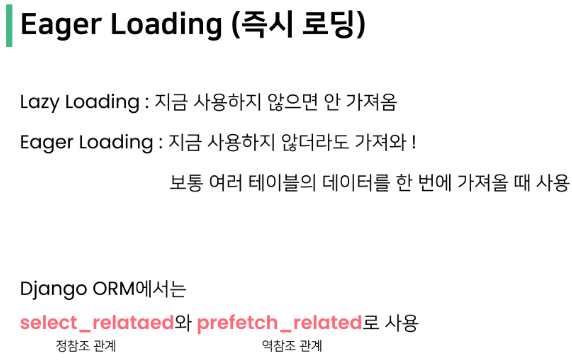 Eager Loading (즉시 로딩)
Lazy Loading : 지금 사용하지 않으면 안 가져옴
Eager Loading : 지금 사용하지 않더라도 가져와 !
보통 여러 테이블의 데이터를 한 번에 가져올 때 사용
Django ORM에서는
select_relataed와 prefetch_related로 사용
정참조 관계 역참조 관계